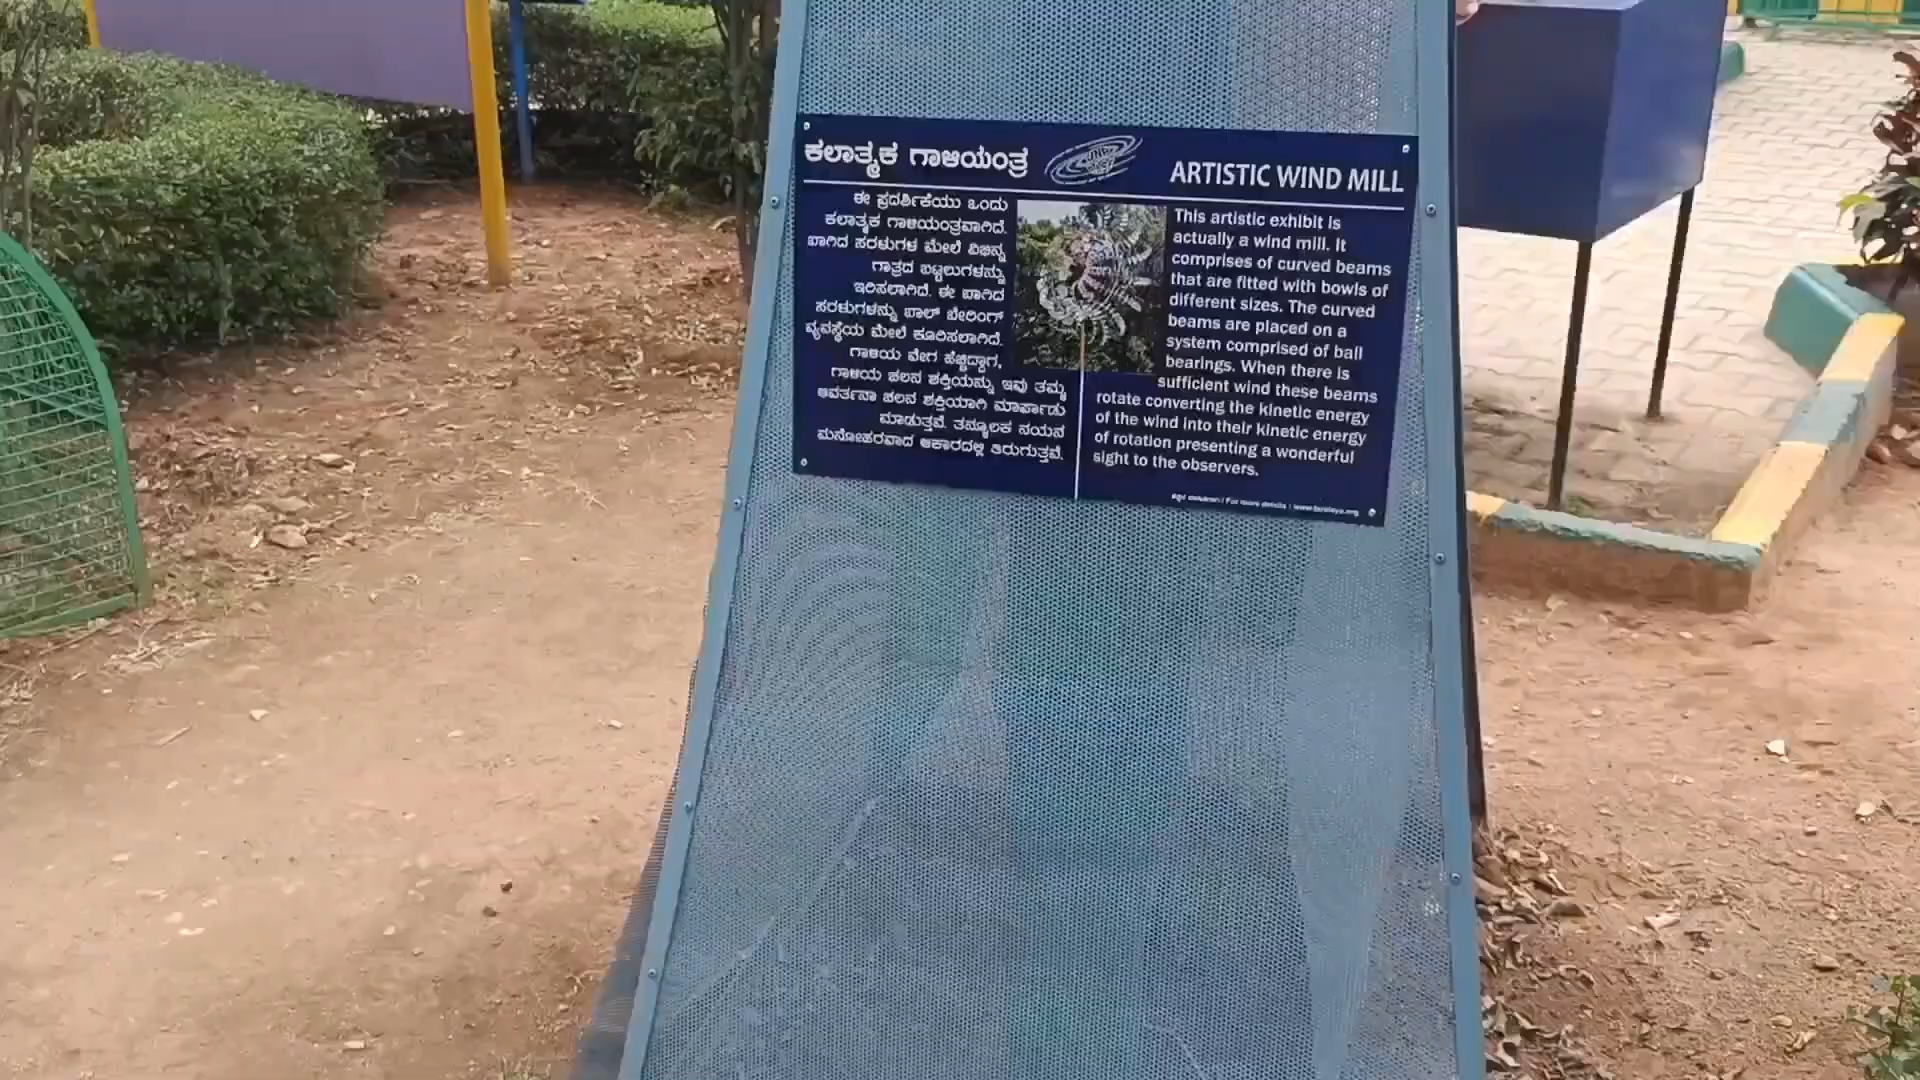 ಕಲಾತ್ಮಕ ಗಾಳಿಯಂತ್ರ
ARTISTIC WIND MILL
ಈ ಪ್ರದರ್ಶಿಕೆಯು ಒಂದು
ಕಲಾತ್ಮಕ ಗಾಳಿಯಂತ್ರವಾಗಿದೆ.
ಬಾಗಿದ ಸರಳುಗಳ ಮೇಲೆ ವಿಭಿನ್ನ
ಗಾತ್ರದ ಬಟ್ಟಲುಗಳನ್ನು
ಇರಿಸಲಾಗಿದೆ. ಈ ಬಾಗಿದ
ಸರಳುಗಳನ್ನು ಬಾಲ್ ಬೇರಿಂಗ್
ವ್ಯವಸ್ಥೆಯ ಮೇಲೆ ಕೂರಿಸಲಾಗಿದೆ.
ಗಾಳಿಯ ವೇಗ ಹೆಚ್ಚಿದ್ದಾಗ,
ಗಾಳಿಯ ಚಲನ ಶಕ್ತಿಯನ್ನು ಇವು ತಮ್ಮ
ಆವರ್ತನಾ ಚಲನ ಶಕ್ತಿಯಾಗಿ ಮಾರ್ಪಾಡು
ಮಾಡುತ್ತವೆ. ತನ್ಮೂಲಕ ನಯನ
ಮನೋಹರವಾದ ಆಕಾರದಲ್ಲಿ ತಿರುಗುತ್ತವೆ.
This artistic exhibit is
actually a wind mill. It
comprises of curved beams
that are fitted with bowls of
different sizes. The curved
beams are placed on a
system comprised of ball
bearings. When there is
sufficient wind these beams
rotate converting the kinetic energy
of the wind into their kinetic energy
of rotation presenting a wonderful
sight to the observers.
For more details :